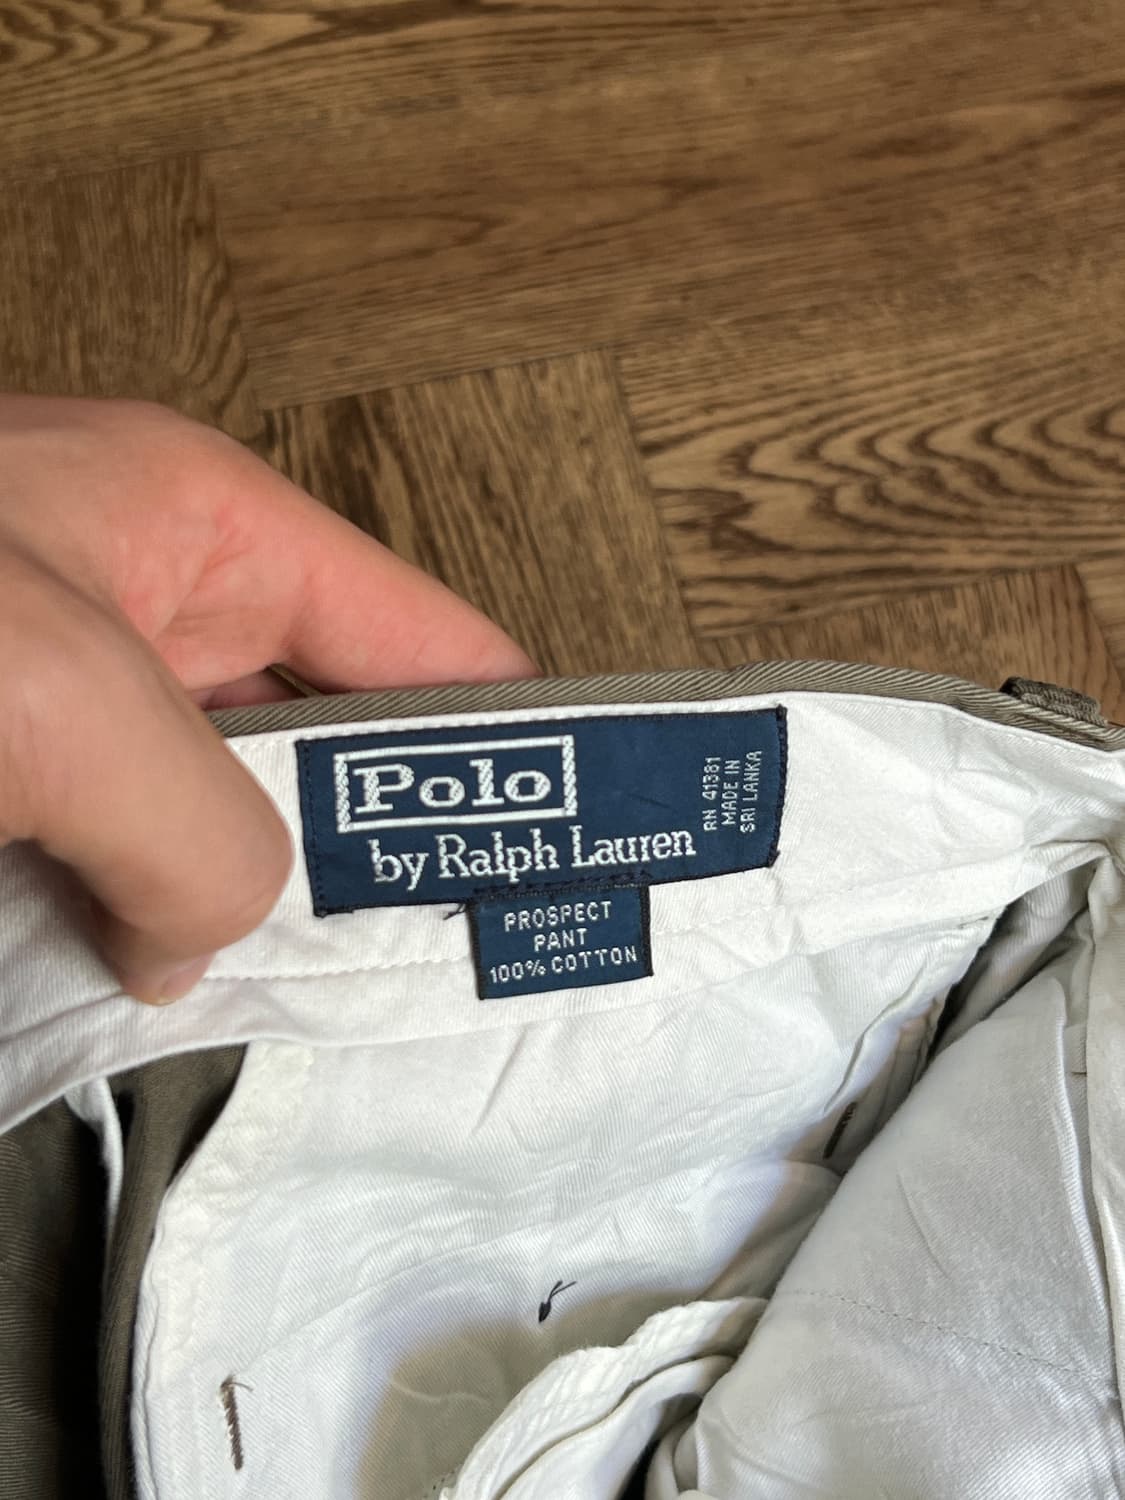 Polo
by Ralph Lauren
RN 41381
MADE IN
SRI LANKA
PROSPECT
PANT
100% COTTON